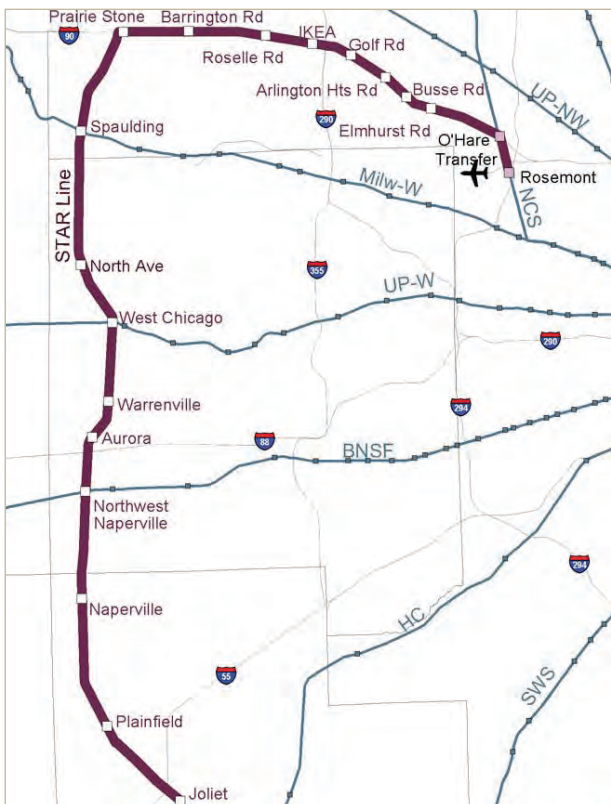 Prairie Stone
Barrington Rd
90
Roselle Rd
IKEA
Golf Rd
Arlington Hts Rd
Busse Rd
UP-NW
290
Elmhurst Rd
Spaulding
O'Hare
Transfer
Rosemont
Milw-W
NCS
STAR Line
North Ave
355
UP-W
West Chicago
290
Warrenville
294
Aurora
88
BNSF
Northwest
Naperville
294
Naperville
HC
55
SWS
Plainfield
Joliet